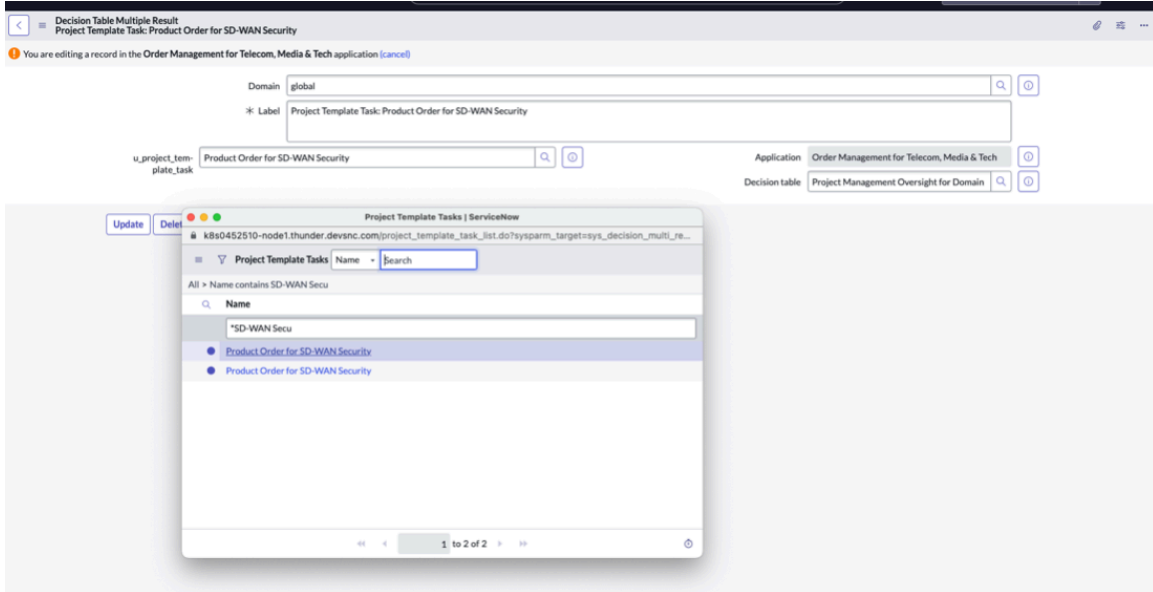 Decision Table Multiple Result
Project Template Task: Product Order for SD-WAN Security
You are editing a record in the Order Management for Telecom, Media & Tech application (cancel)
Domain global
* Label Project Template Task: Product Order for SD-WAN Security
u_project_tem-
plate_task
Product Order for SD-WAN Security
Application Order Management for Telecom, Media & Tech
Decision table Project Management Oversight for Domain
Update Delet
Project Template Tasks | ServiceNow
k8s0452510-node1.thunder.devsnc.com/project_template_task_list.do?sysparm_target=sys_decision_multi_re...
Project Template Tasks Name Search
All > Name contains SD-WAN Secu
Name
*SD-WAN Secu
Product Order for SD-WAN Security
Product Order for SD-WAN Security
1 to 2 of 2